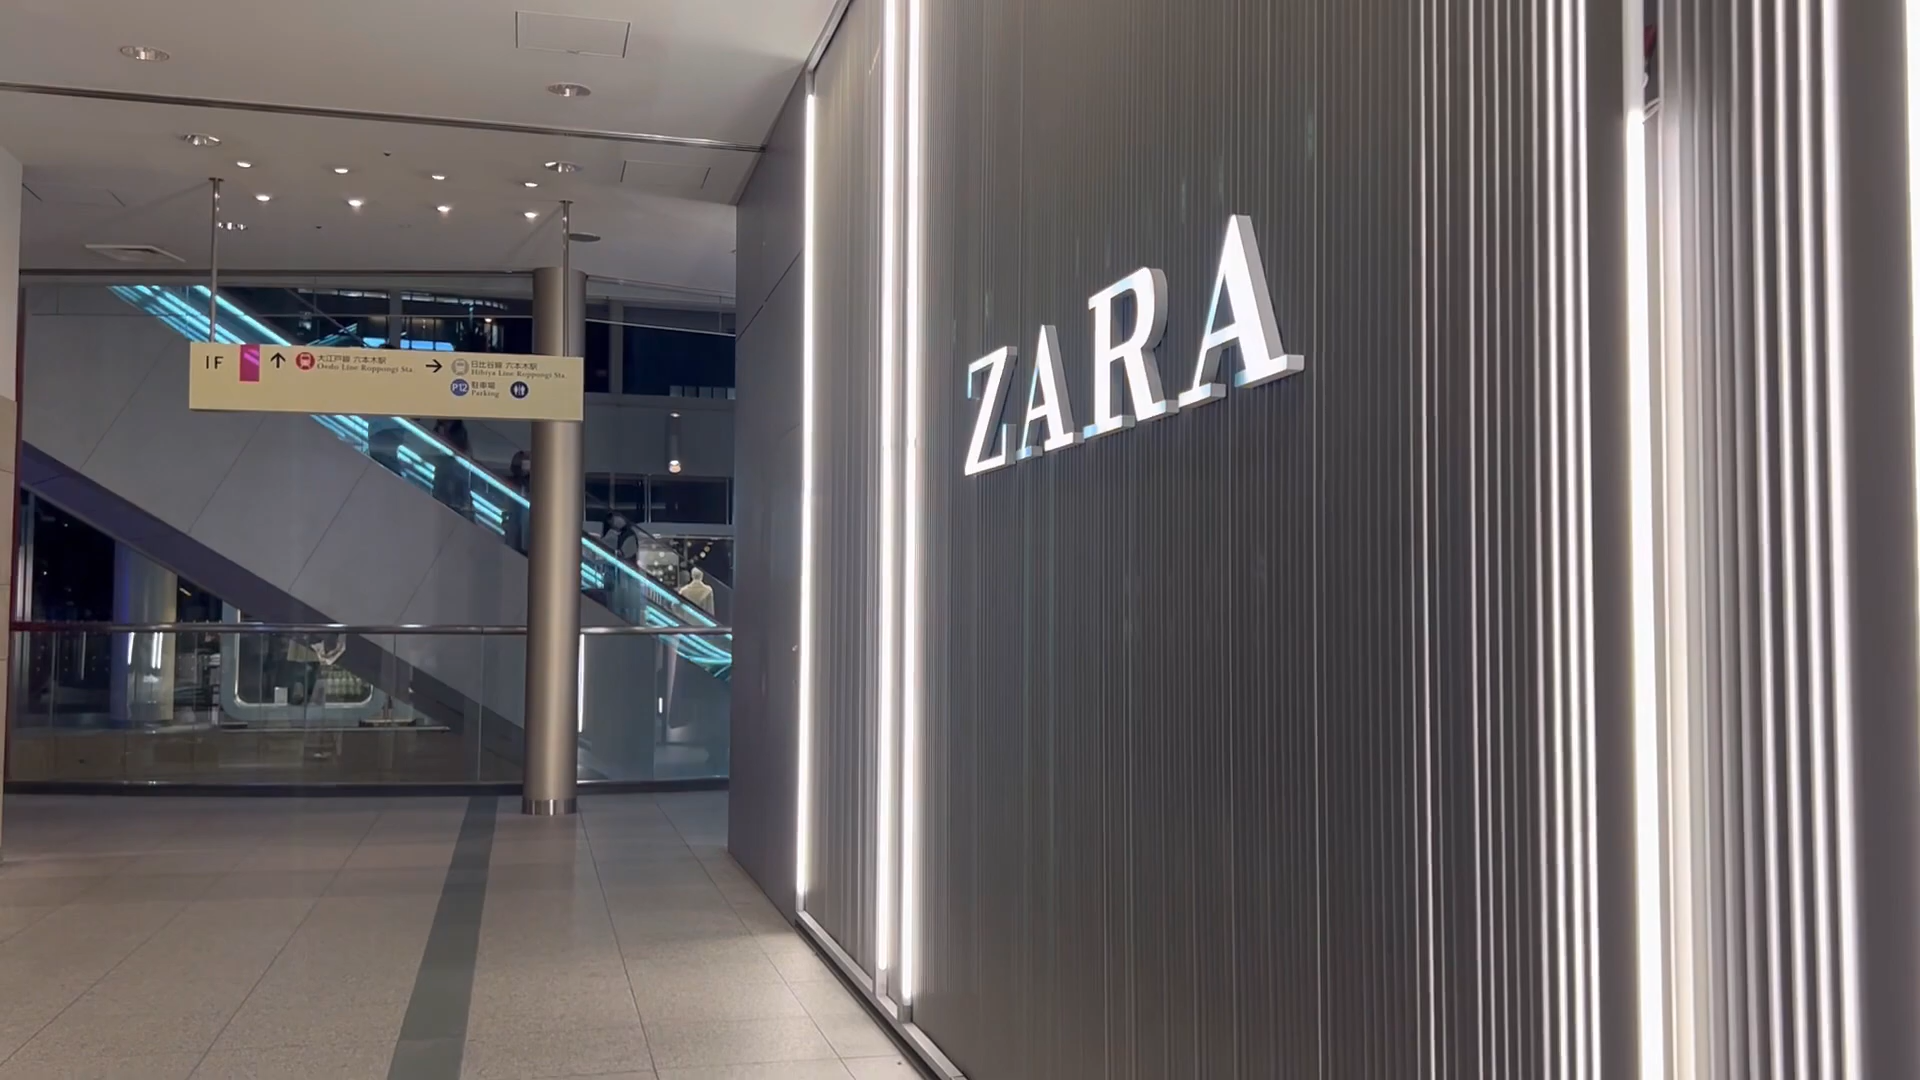 1F
大江戸線 六本木駅
Oedo Line Roppongi Sta.
日比谷線 六本木駅
Hibiya Line Roppongi Sta.
P12 駐車場
Parking
ZARA